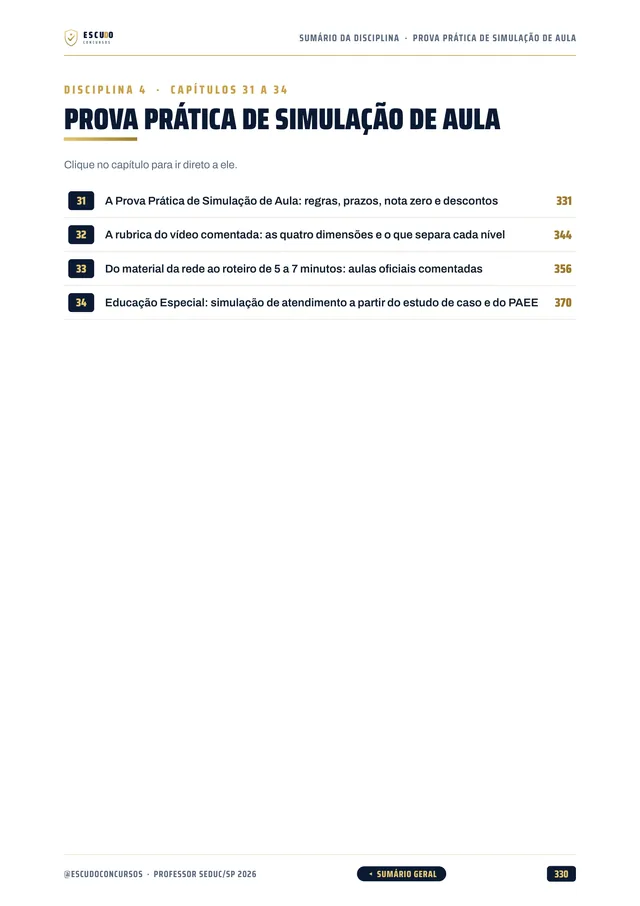 ESCUDO
CONCURSOS
SUMÁRIO DA DISCIPLINA · PROVA PRÁTICA DE SIMULAÇÃO DE AULA
DISCIPLINA 4 · CAPÍTULOS 31 A 34
PROVA PRÁTICA DE SIMULAÇÃO DE AULA
Clique no capítulo para ir direto a ele.
31 A Prova Prática de Simulação de Aula: regras, prazos, nota zero e descontos 331
32 A rubrica do vídeo comentada: as quatro dimensões e o que separa cada nível 344
33 Do material da rede ao roteiro de 5 a 7 minutos: aulas oficiais comentadas 356
34 Educação Especial: simulação de atendimento a partir do estudo de caso e do PAEE 370
@ESCUDOCONCURSOS · PROFESSOR SEDUC/SP 2026
SUMÁRIO GERAL
330